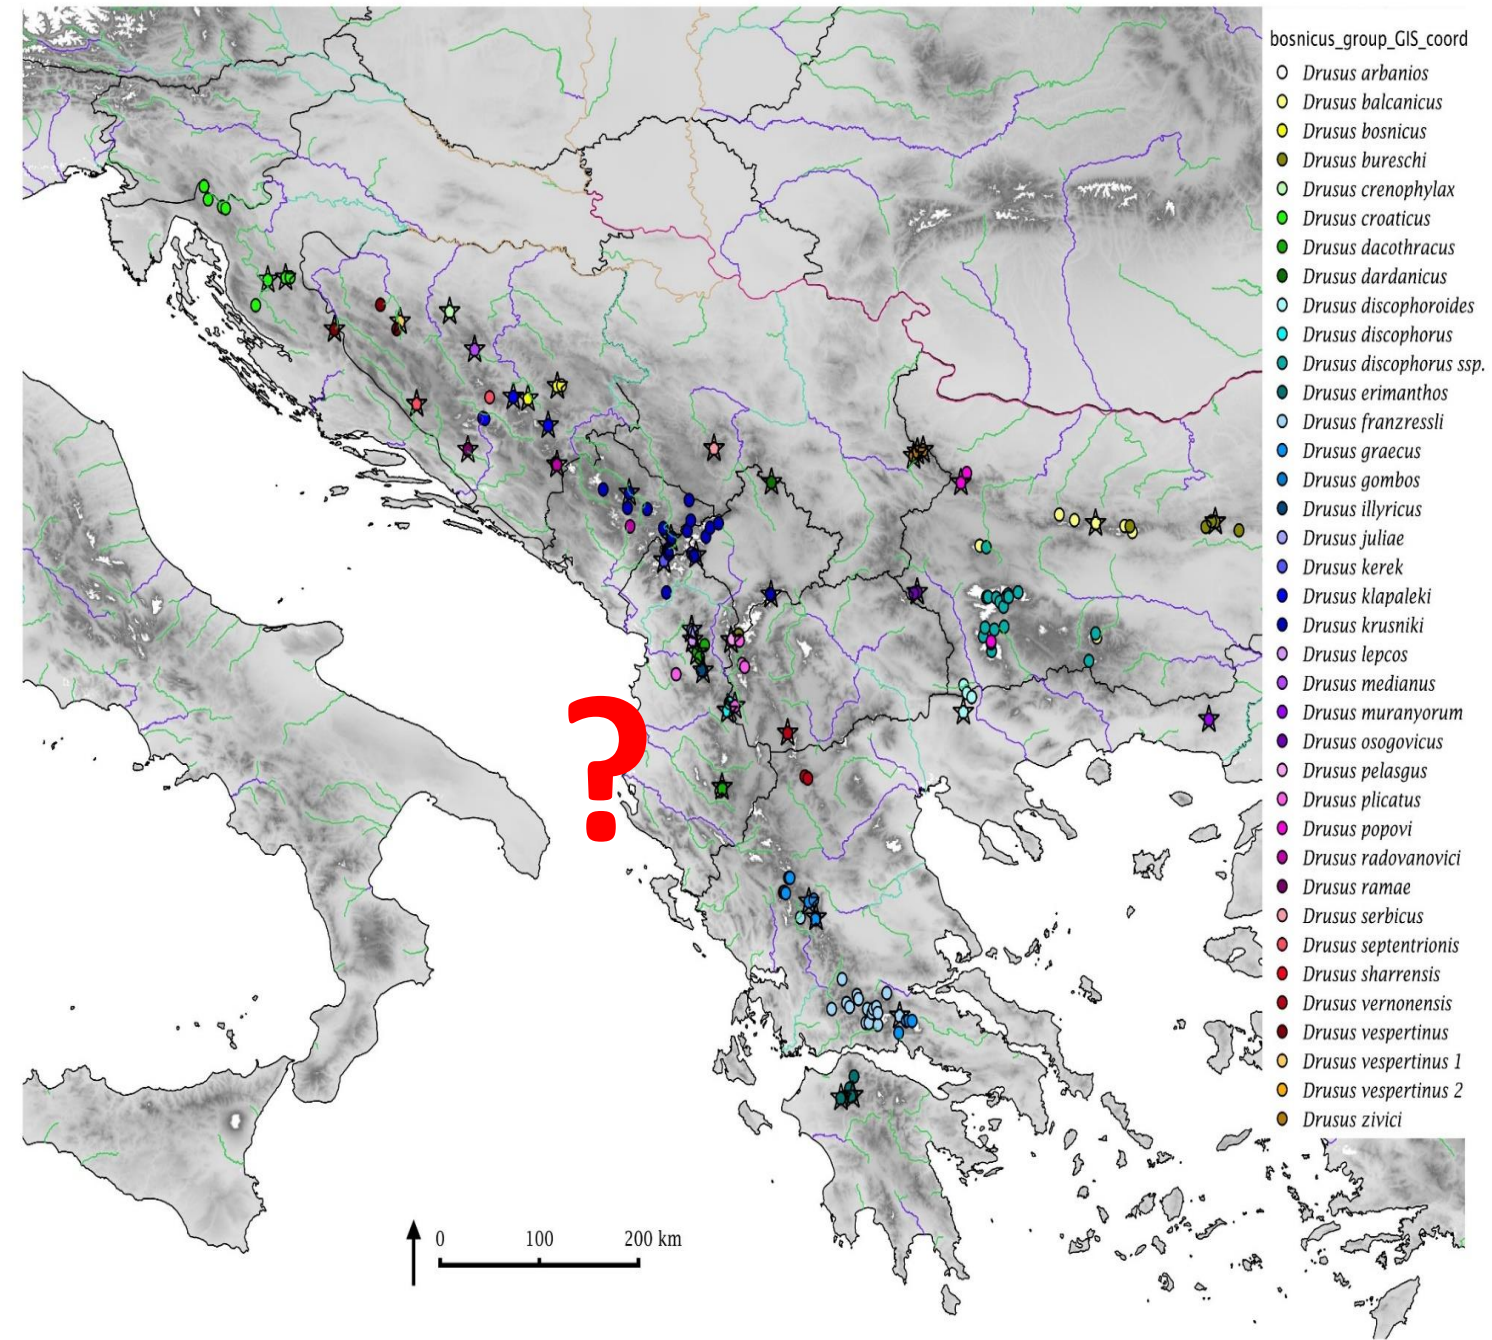 bosnicus_group_GIS_coord
Drusus arbanios
Drusus balcanicus
Drusus bosnicus
Drusus bureschi
Drusus crenophylax
Drusus croaticus
Drusus dacothracus
Drusus dardanicus
Drusus discophoroides
Drusus discophorus
Drusus discophorus ssp.
Drusus erimanthos
Drusus franzressli
Drusus graecus
Drusus gombos
Drusus illyricus
Drusus juliae
Drusus kerek
Drusus klapaleki
Drusus krusniki
Drusus lepcos
Drusus medianus
Drusus muranyorum
Drusus osogovicus
Drusus pelasgus
Drusus plicatus
Drusus popovi
Drusus radovanovici
Drusus ramae
Drusus serbicus
Drusus septentrionis
Drusus sharrensis
Drusus vernonensis
Drusus vespertinus
Drusus vespertinus 1
Drusus vespertinus 2
Drusus zivici
?
0 100 200 km